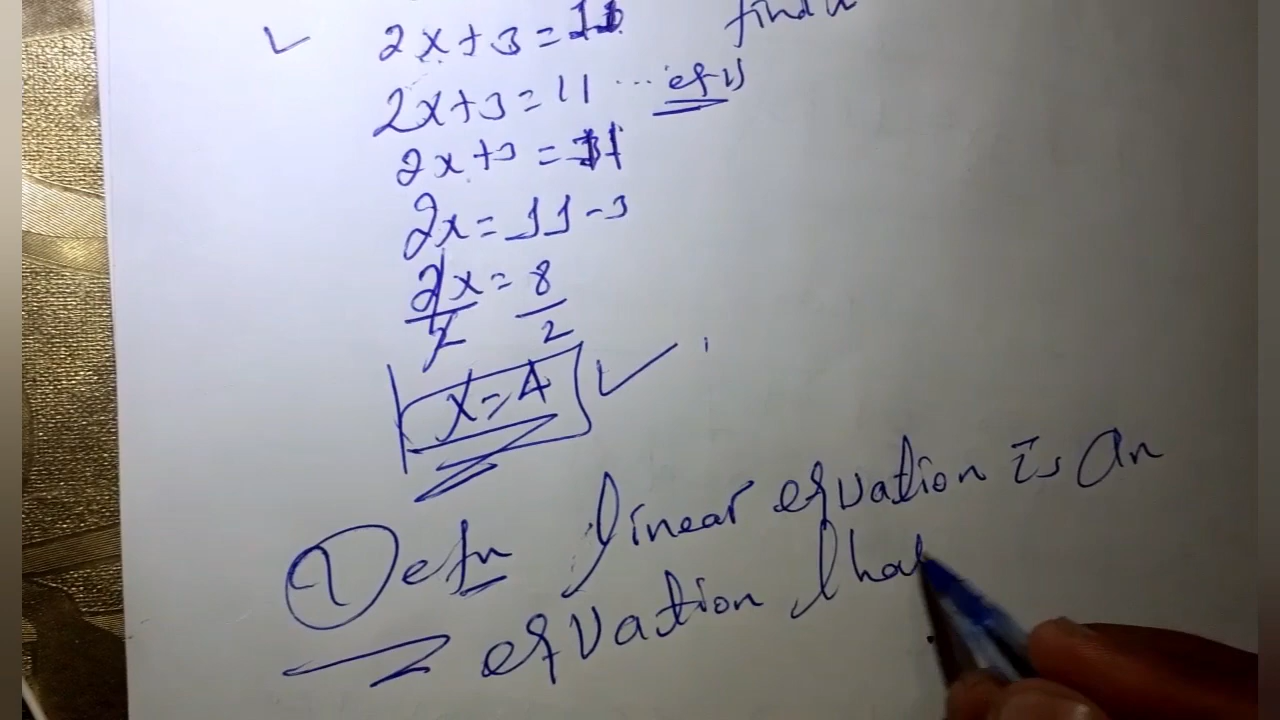 2x+3=11 find x
2x+3=11 ... eq 1)
2x+3=11
2x=11-3
2x=8
2 2
x=4
Defn linear equation is an
equation that